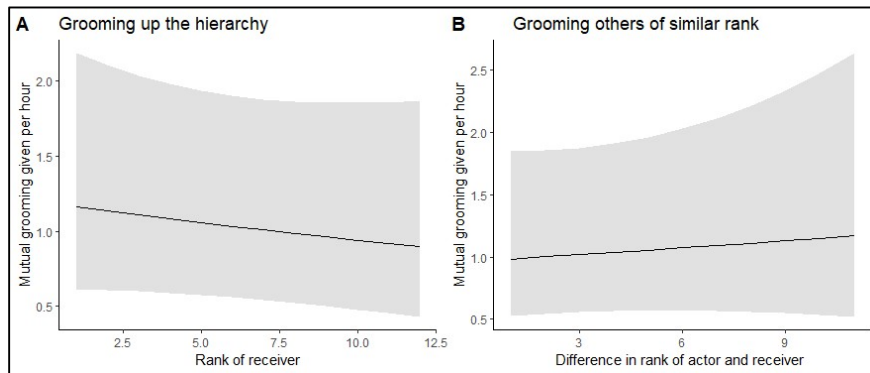 A Grooming up the hierarchy
Mutual grooming given per hour
2.0
1.5
1.0
0.5
2.5
5.0
7.5
10.0
12.5
Rank of receiver
B Grooming others of similar rank
Mutual grooming given per hour
2.5
2.0
1.5
1.0
0.5
3
6
9
Difference in rank of actor and receiver